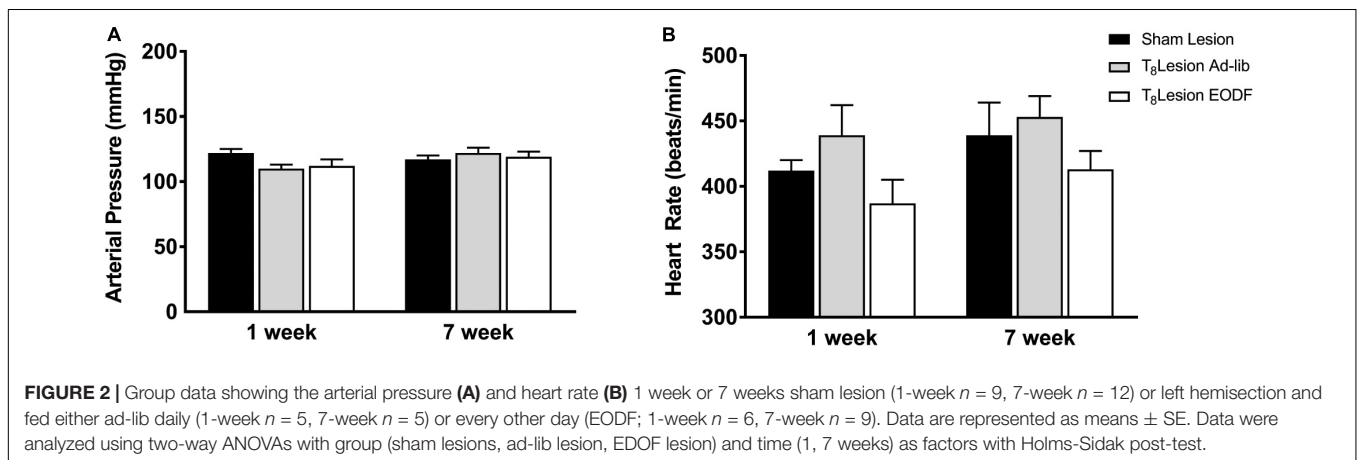 A
200
150
100
50
0
Arterial Pressure (mmHg)
1 week
7 week
B
500
450
400
350
300
Heart Rate (beats/min)
1 week
7 week
Sham Lesion
T₈Lesion Ad-lib
T₈Lesion EODF
FIGURE 2 | Group data showing the arterial pressure (A) and heart rate (B) 1 week or 7 weeks sham lesion (1-week n = 9, 7-week n = 12) or left hemisection and
fed either ad-lib daily (1-week n = 5, 7-week n = 5) or every other day (EODF; 1-week n = 6, 7-week n = 9). Data are represented as means ± SE. Data were
analyzed using two-way ANOVAs with group (sham lesions, ad-lib lesion, EDOF lesion) and time (1, 7 weeks) as factors with Holms-Sidak post-test.